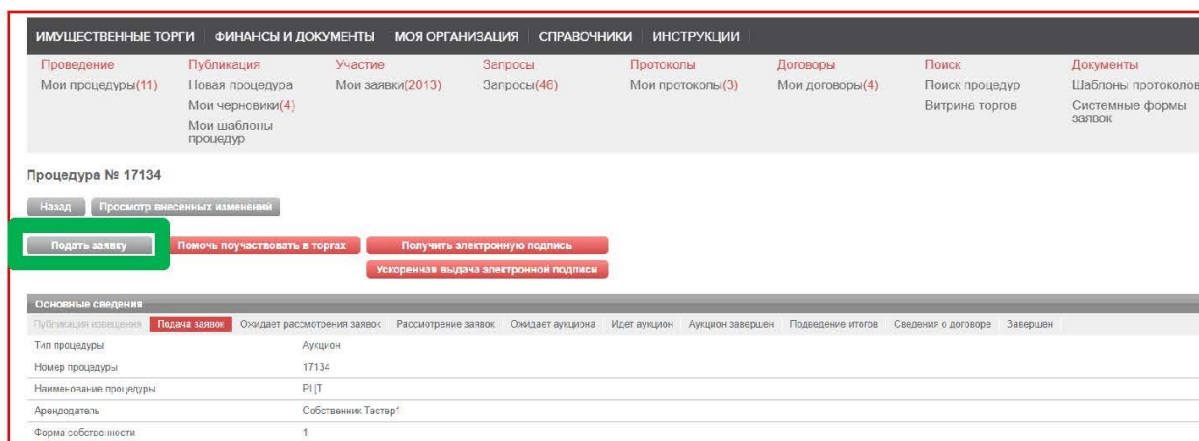 ИМУЩЕСТВЕННЫЕ ТОРГИ ФИНАНСЫ И ДОКУМЕНТЫ МОЯ ОРГАНИЗАЦИЯ СПРАВОЧНИКИ ИНСТРУКЦИИ
Проведение Публикация Участие Запросы Протоколы Договоры Поиск Документы
Мои процедуры(11) Новая процедура Мои заявки(2013) Запросы(46) Мои протоколы(3) Мои договоры(4) Поиск процедур Шаблоны протоколов
Мои черновики(4) Витрина торгов Системные формы
Мои шаблоны заявок
процедур
Процедура № 17134
Назад Просмотр внесенных изменений
Подать заявку Помочь поучаствовать в торгах Получить электронную подпись
Ускоренная выдача электронной подписи
Основные сведения
Публикация извещения Подача заявок Ожидает рассмотрения заявок Рассмотрение заявок Ожидает аукциона Идет аукцион Аукцион завершен Подведение итогов Сведения о договоре Завершен
Тип процедуры Аукцион
Номер процедуры 17134
Наименование процедуры
Арендодатель Собственник Тестер1
Форма собственности 1